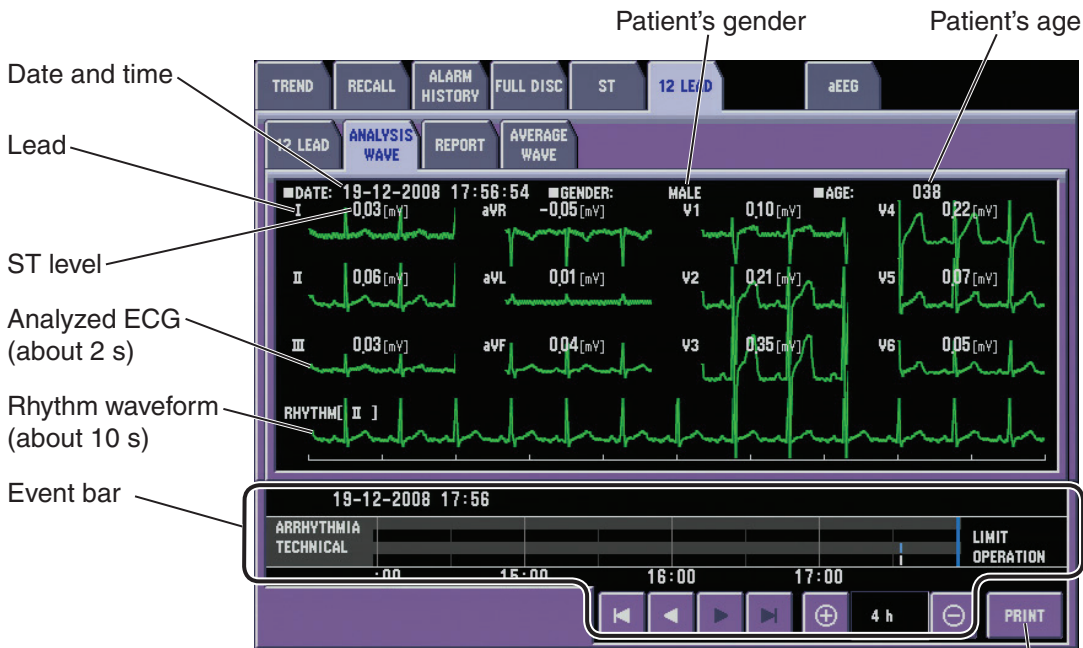 Patient's gender
Patient's age
Date and time
Lead
ST level
Analyzed ECG
(about 2 s)
Rhythm waveform
(about 10 s)
Event bar
TREND RECALL ALARM HISTORY FULL DISC ST 12 LEAD aEEG
12 LEAD ANALYSIS WAVE REPORT AVERAGE WAVE
■DATE: 19-12-2008 17:56:54 ■GENDER: MALE ■AGE: 038
I 0.03[mV] aVR -0.05[mV] V1 0.10[mV] V4 0.22[mV]
II 0.06[mV] aVL 0.01[mV] V2 0.21[mV] V5 0.07[mV]
III 0.03[mV] aVF 0.04[mV] V3 0.35[mV] V6 0.05[mV]
RHYTHM[ II ]
19-12-2008 17:56
ARRHYTHMIA
TECHNICAL
LIMIT
OPERATION
:00 15:00 16:00 17:00
4 h PRINT